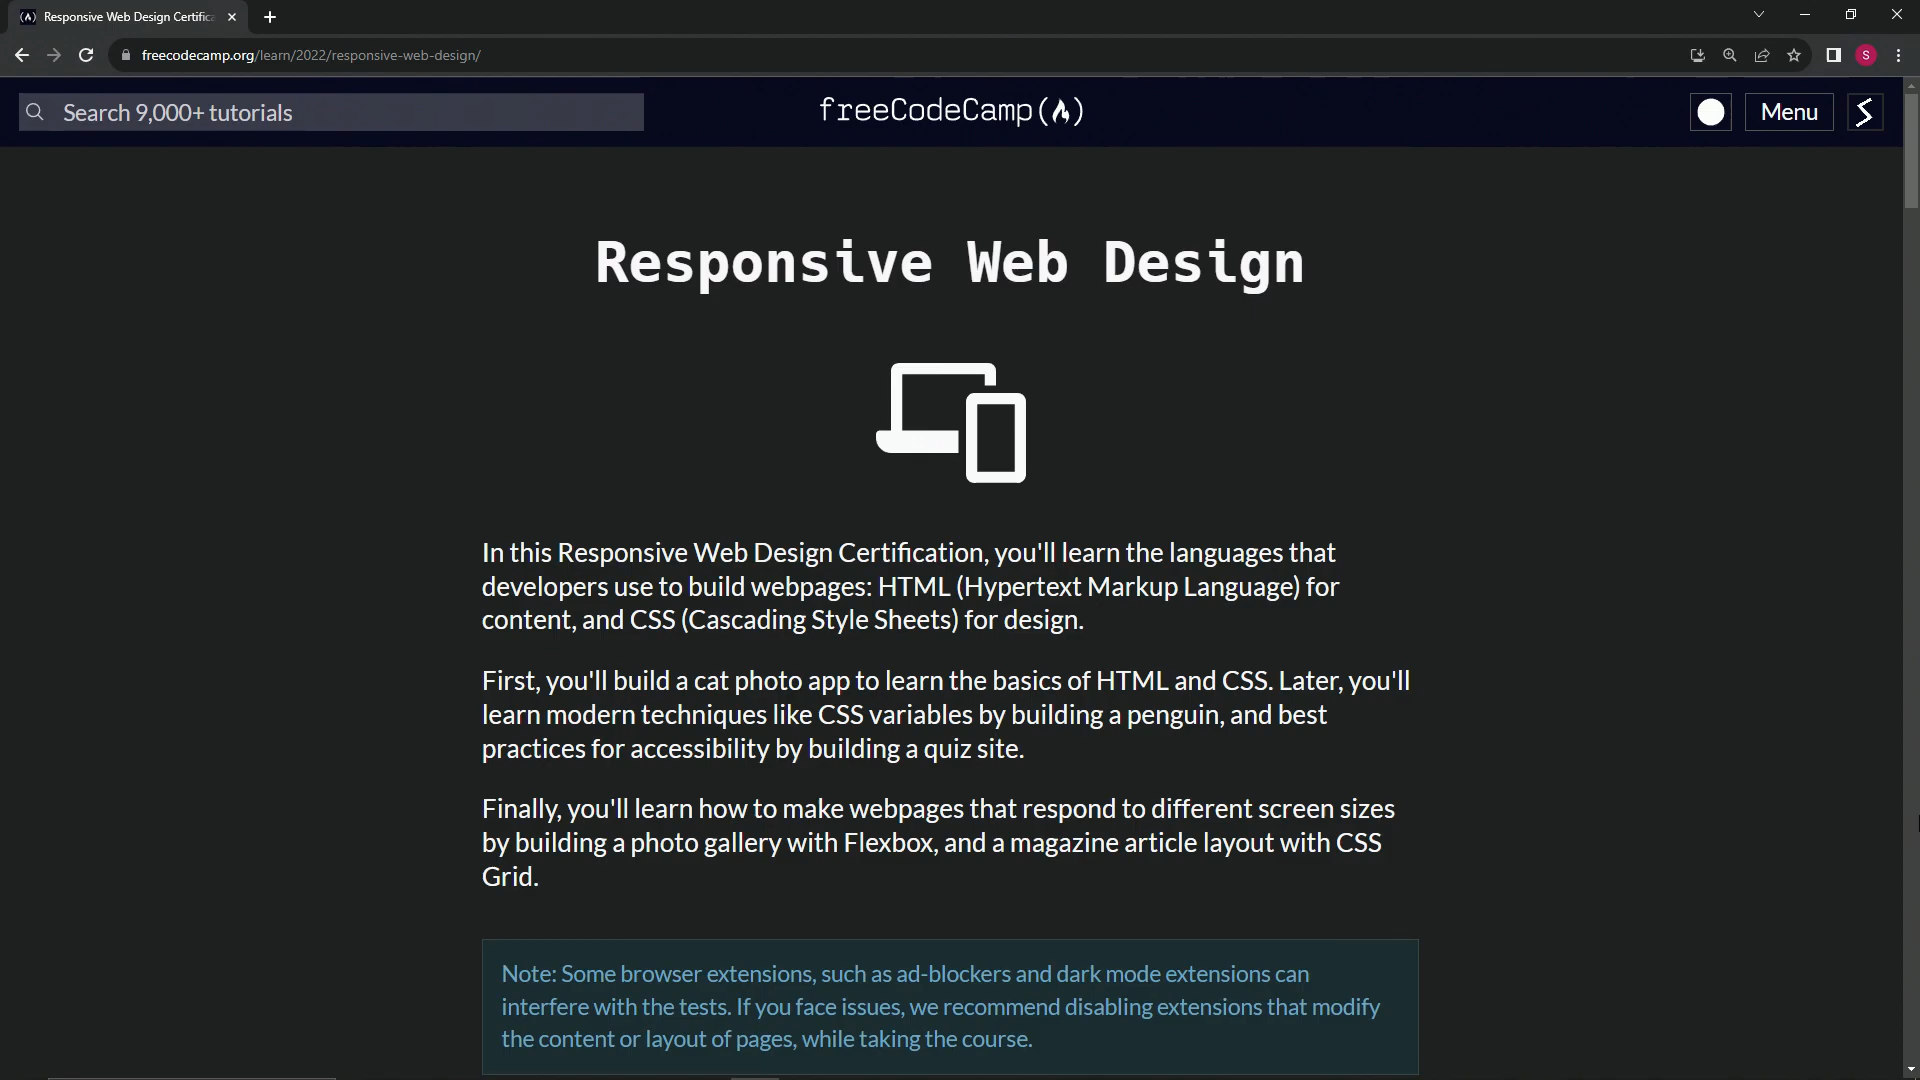 Responsive Web Design Certifica
freecodecamp.org/learn/2022/responsive-web-design/
S
Search 9,000+ tutorials
freeCodeCamp(🔥)
Menu
Responsive Web Design
In this Responsive Web Design Certification, you'll learn the languages that
developers use to build webpages: HTML (Hypertext Markup Language) for
content, and CSS (Cascading Style Sheets) for design.
First, you'll build a cat photo app to learn the basics of HTML and CSS. Later, you'll
learn modern techniques like CSS variables by building a penguin, and best
practices for accessibility by building a quiz site.
Finally, you'll learn how to make webpages that respond to different screen sizes
by building a photo gallery with Flexbox, and a magazine article layout with CSS
Grid.
Note: Some browser extensions, such as ad-blockers and dark mode extensions can
interfere with the tests. If you face issues, we recommend disabling extensions that modify
the content or layout of pages, while taking the course.